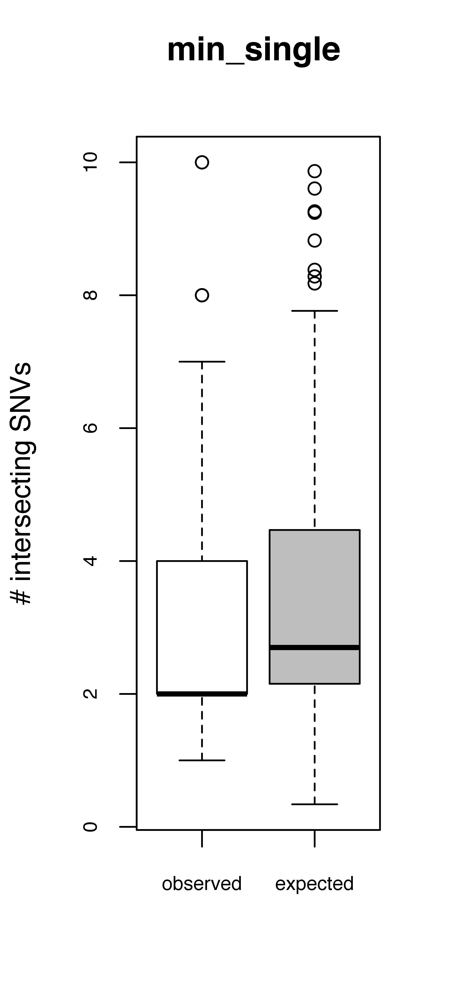 min_single
# intersecting SNVs
10
8
6
4
2
0
observed expected